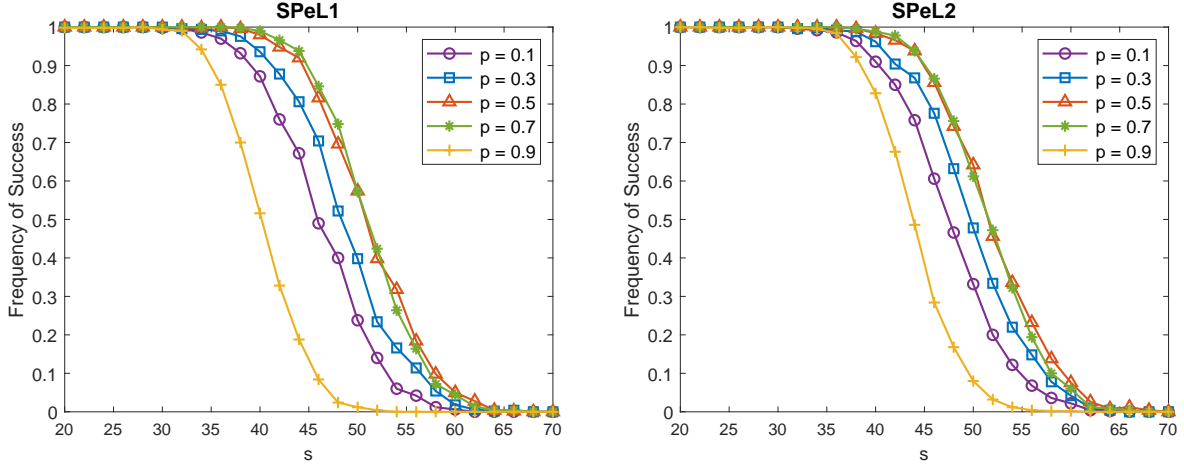 SPeL1
Frequency of Success
1
0.9
0.8
0.7
0.6
0.5
0.4
0.3
0.2
0.1
0
20 25 30 35 40 45 50 55 60 65 70
s
p = 0.1
p = 0.3
p = 0.5
p = 0.7
p = 0.9
SPeL2
Frequency of Success
1
0.9
0.8
0.7
0.6
0.5
0.4
0.3
0.2
0.1
0
20 25 30 35 40 45 50 55 60 65 70
s
p = 0.1
p = 0.3
p = 0.5
p = 0.7
p = 0.9